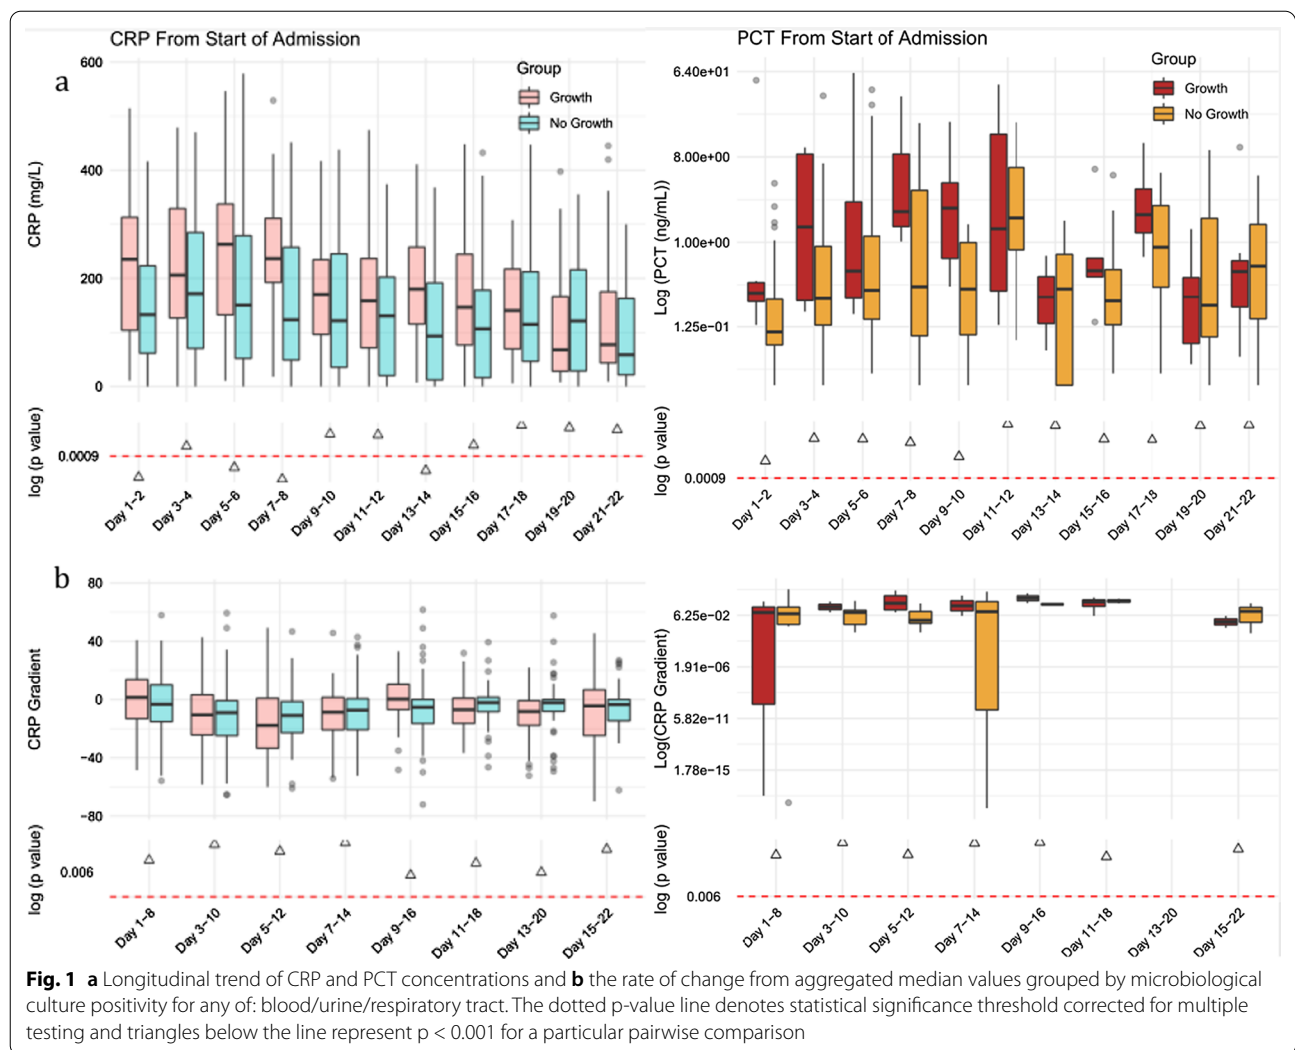 CRP From Start of Admission
a
Group
Growth
No Growth
CRP (mg/L)
600
400
200
0
log (p value)
0.0009
Day 1–2
Day 3–4
Day 5–6
Day 7–8
Day 9–10
Day 11–12
Day 13–14
Day 15–16
Day 17–18
Day 19–20
Day 21–22
PCT From Start of Admission
Group
Growth
No Growth
Log (PCT (ng/mL))
6.40e+01
8.00e+00
1.00e+00
1.25e–01
log (p value)
0.0009
Day 1–2
Day 3–4
Day 5–6
Day 7–8
Day 9–10
Day 11–12
Day 13–14
Day 15–16
Day 17–18
Day 19–20
Day 21–22
b
CRP Gradient
80
40
0
−40
−80
log (p value)
0.006
Day 1–8
Day 3–10
Day 5–12
Day 7–14
Day 9–16
Day 11–18
Day 13–20
Day 15–22
Log(CRP Gradient)
6.25e–02
1.91e–06
5.82e–11
1.78e–15
log (p value)
0.006
Day 1–8
Day 3–10
Day 5–12
Day 7–14
Day 9–16
Day 11–18
Day 13–20
Day 15–22
Fig. 1 a Longitudinal trend of CRP and PCT concentrations and b the rate of change from aggregated median values grouped by microbiological
culture positivity for any of: blood/urine/respiratory tract. The dotted p-value line denotes statistical significance threshold corrected for multiple
testing and triangles below the line represent p < 0.001 for a particular pairwise comparison